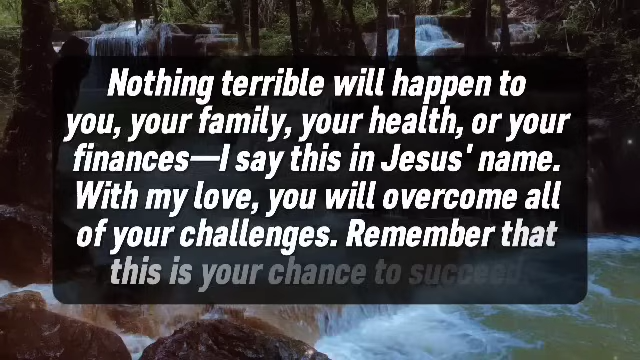 Nothing terrible will happen to
you, your family, your health, or your
finances—I say this in Jesus' name.
With my love, you will overcome all
of your challenges. Remember that
this is your chance to succeed